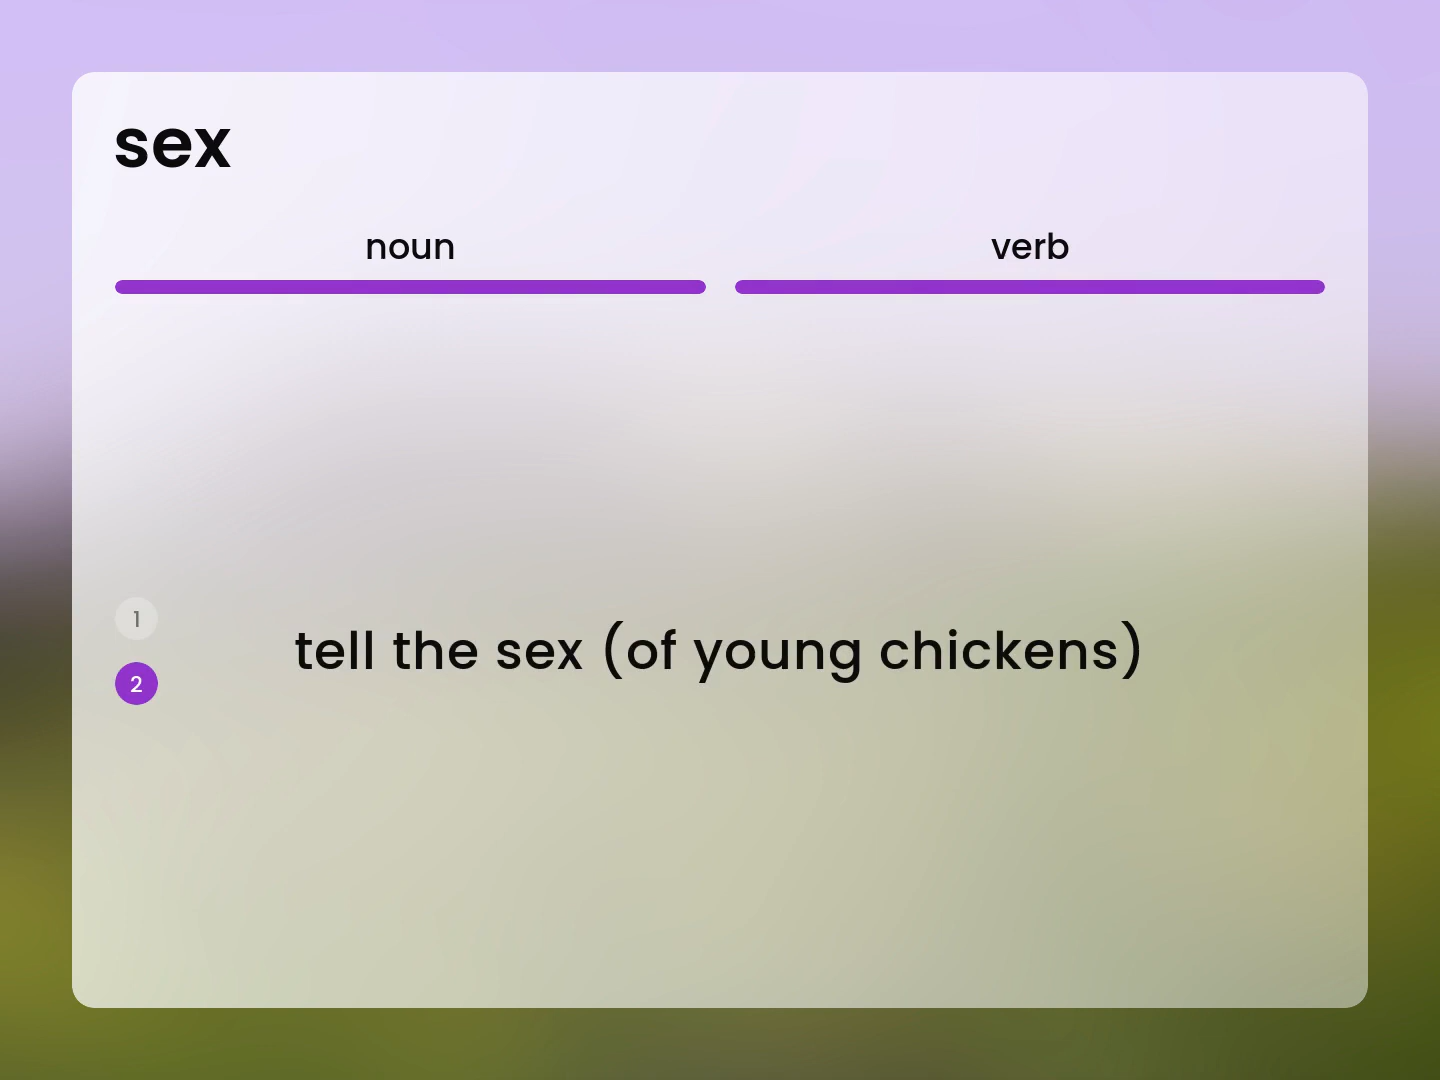 sex
noun verb
1
tell the sex (of young chickens)
2